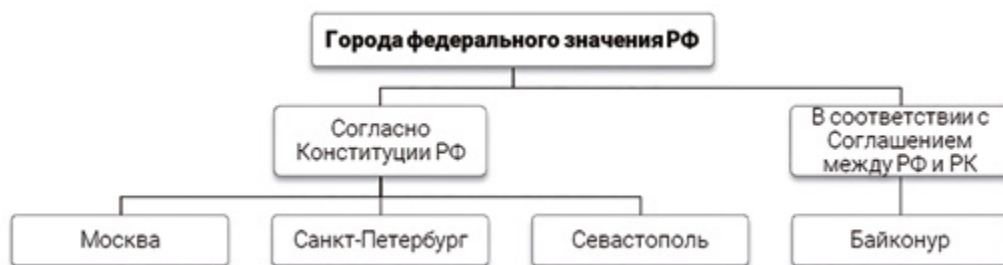 Города федерального значения РФ
Согласно
Конституции РФ
В соответствии с
Соглашением
между РФ и РК
Москва
Санкт-Петербург
Севастополь
Байконур